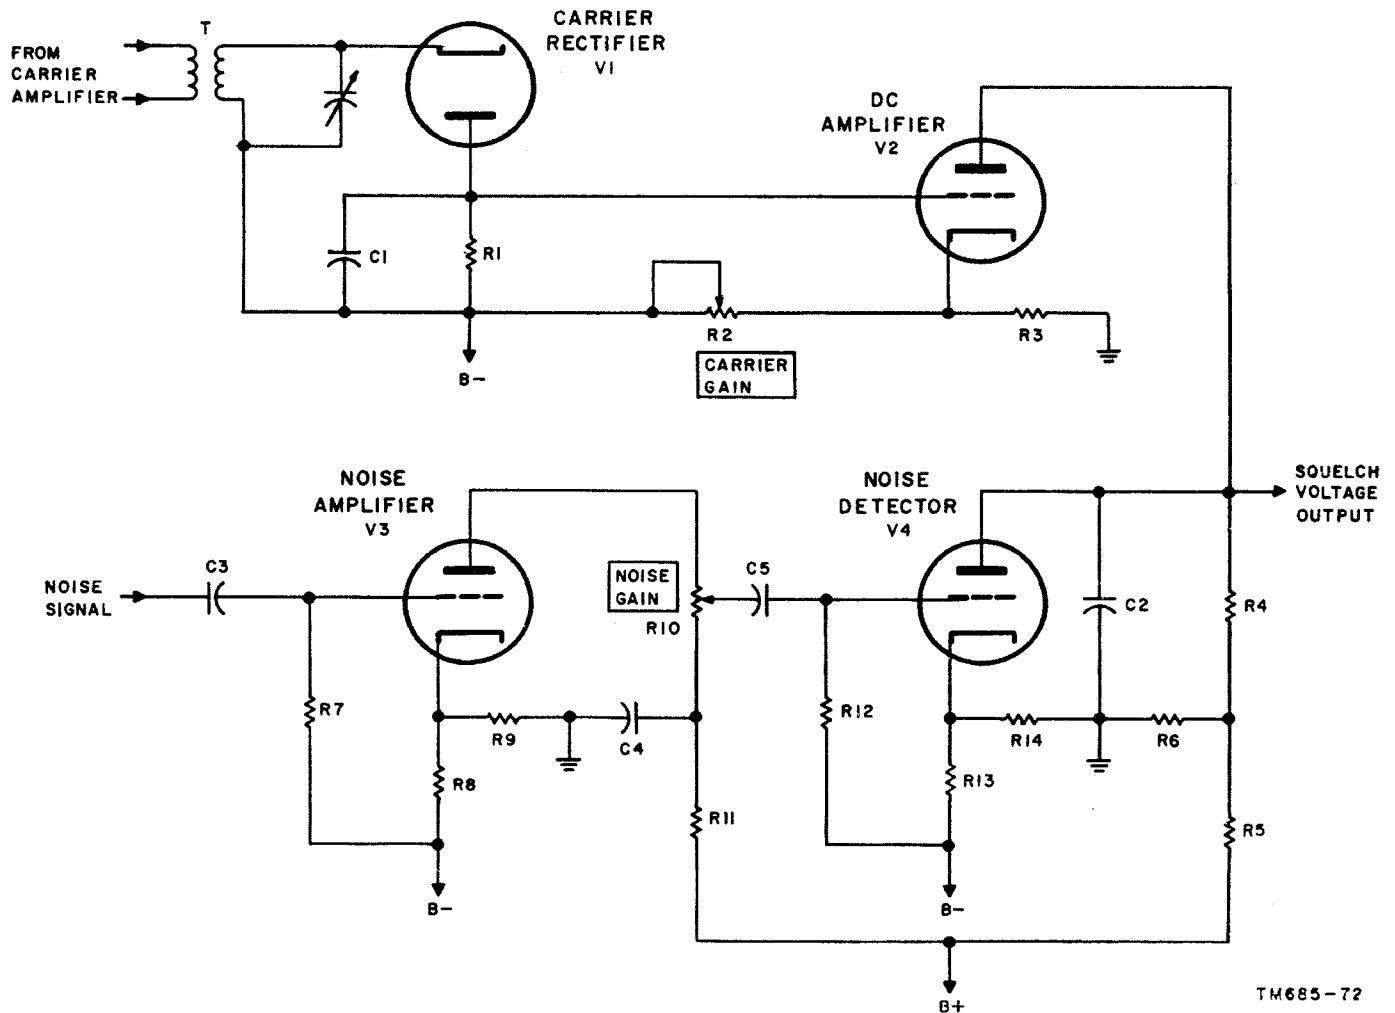 T
FROM
CARRIER
AMPLIFIER
CARRIER
RECTIFIER
V1
DC
AMPLIFIER
V2
C1
R1
R2
R3
CARRIER
GAIN
B-
NOISE
AMPLIFIER
V3
NOISE
DETECTOR
V4
SQUELCH
VOLTAGE
OUTPUT
NOISE
SIGNAL
C3
NOISE
GAIN
R10
C5
C2
R4
R7
R9
C4
R12
R14
R6
R8
R11
R13
R5
B-
B-
B+
TM685-72